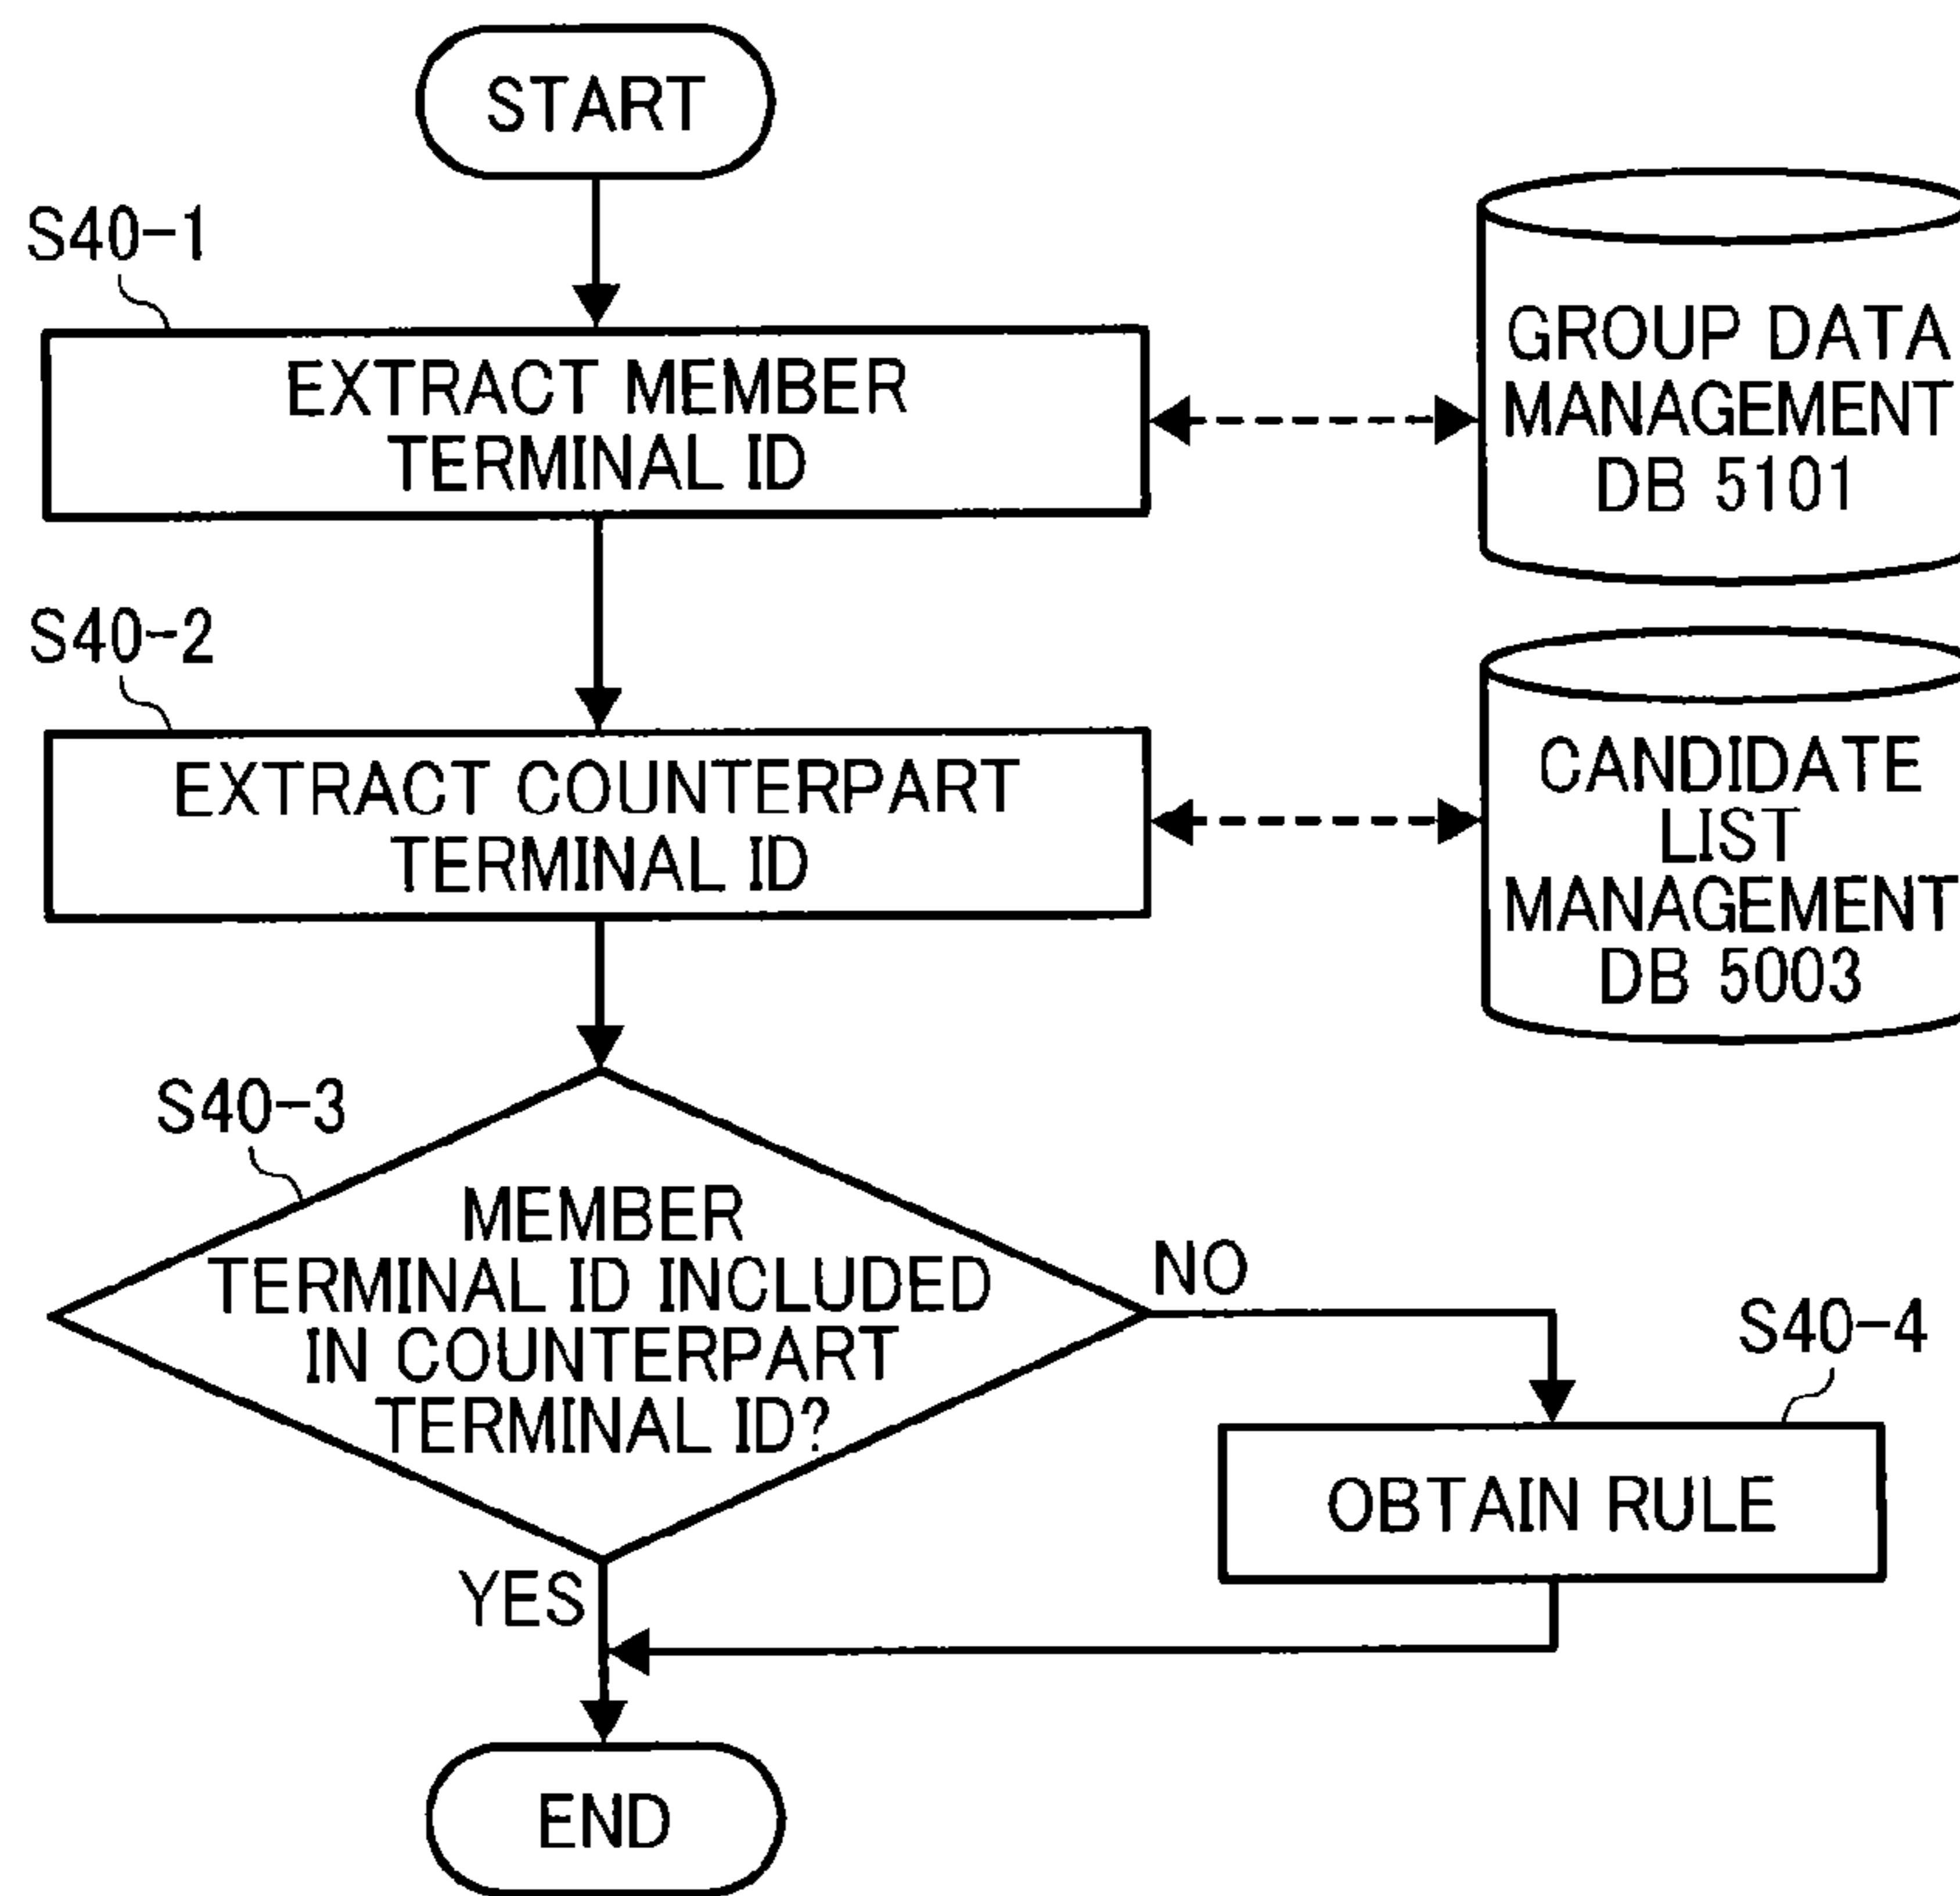 START
S40-1
EXTRACT MEMBER
TERMINAL ID
GROUP DATA
MANAGEMENT
DB 5101
S40-2
EXTRACT COUNTERPART
TERMINAL ID
CANDIDATE
LIST
MANAGEMENT
DB 5003
S40-3
MEMBER
TERMINAL ID INCLUDED
IN COUNTERPART
TERMINAL ID?
NO
S40-4
OBTAIN RULE
YES
END